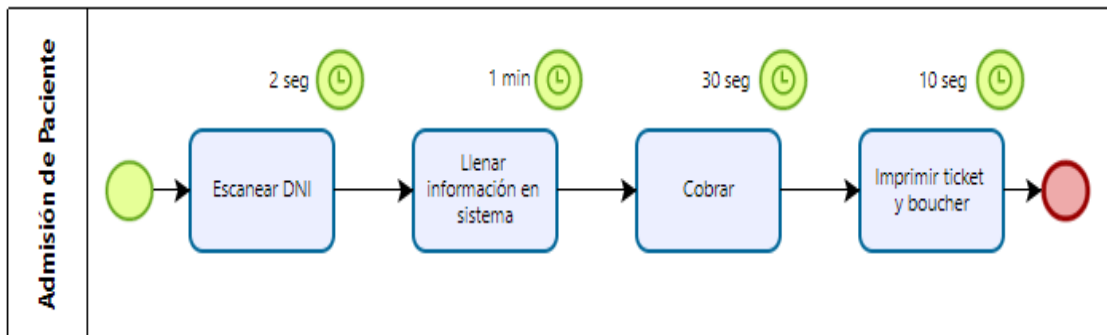 Admisión de Paciente
2 seg
1 min
30 seg
10 seg
Escanear DNI
Llenar
información en
sistema
Cobrar
Imprimir ticket
y boucher